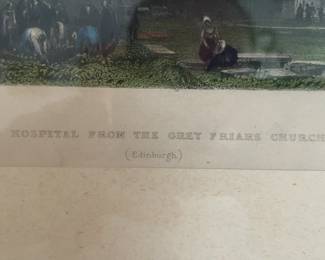 HOSPITAL FROM THE GREY FRIARS CHURCH
(Edinburgh.)